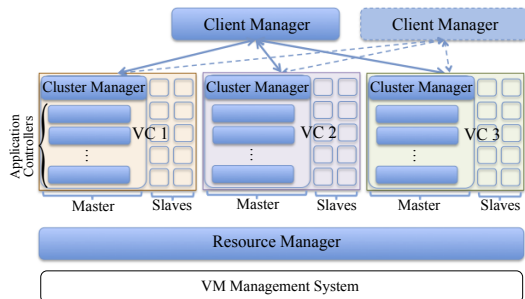 Client Manager
Client Manager
Cluster Manager
Cluster Manager
Cluster Manager
Application
Controllers
VC 1
VC 2
VC 3
Master
Slaves
Master
Slaves
Master
Slaves
Resource Manager
VM Management System